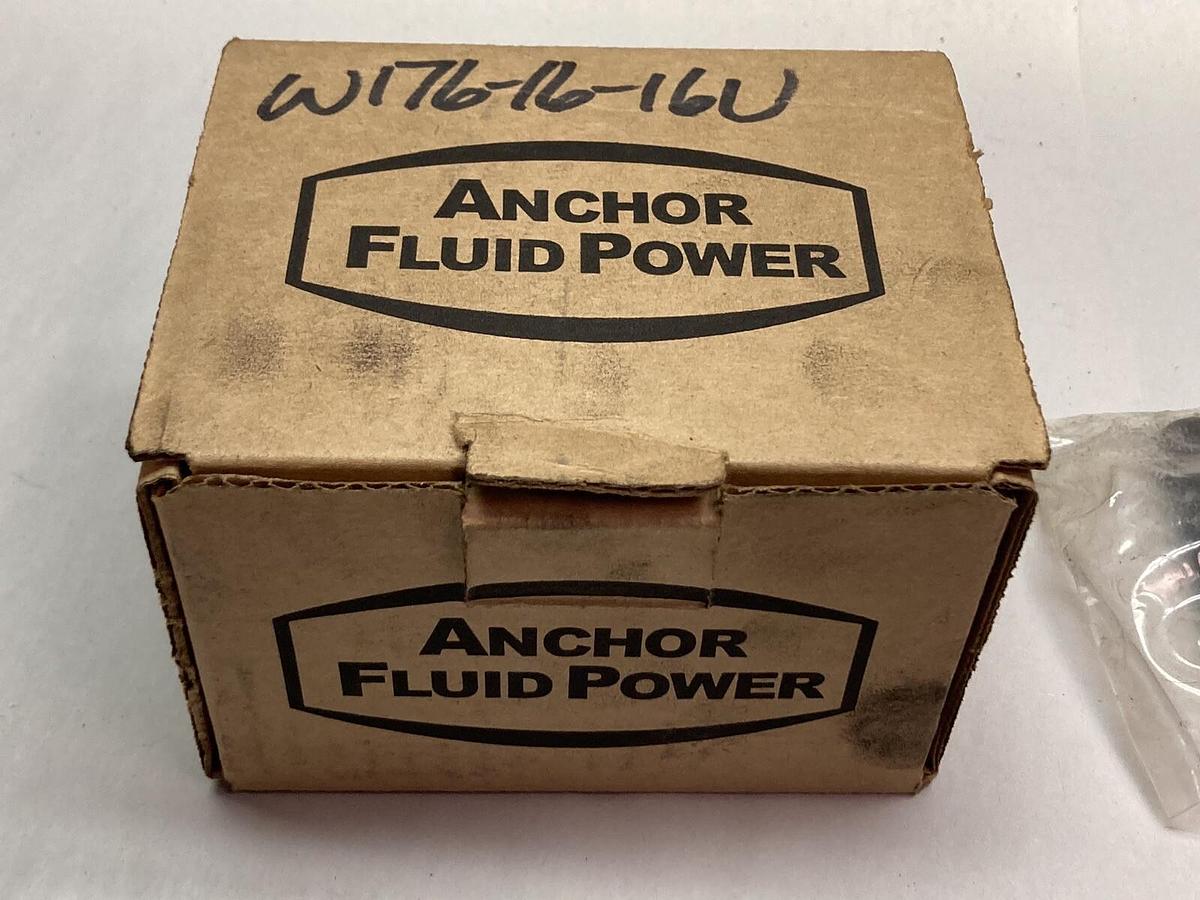 W176-16-16U
ANCHOR
FLUID POWER
ANCHOR
FLUID POWER